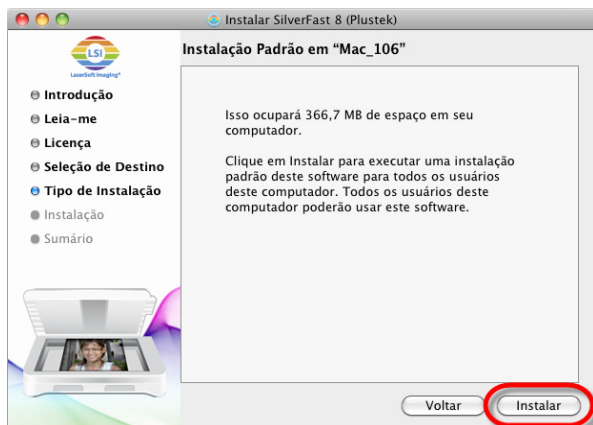 Instalar SilverFast 8 (Plustek)
LSI
LaserSoft Imaging®
Instalação Padrão em “Mac_106”
Introdução
Leia-me
Licença
Seleção de Destino
Tipo de Instalação
Instalação
Sumário
Isso ocupará 366,7 MB de espaço em seu
computador.
Clique em Instalar para executar uma instalação
padrão deste software para todos os usuários
deste computador. Todos os usuários deste
computador poderão usar este software.
Voltar
Instalar